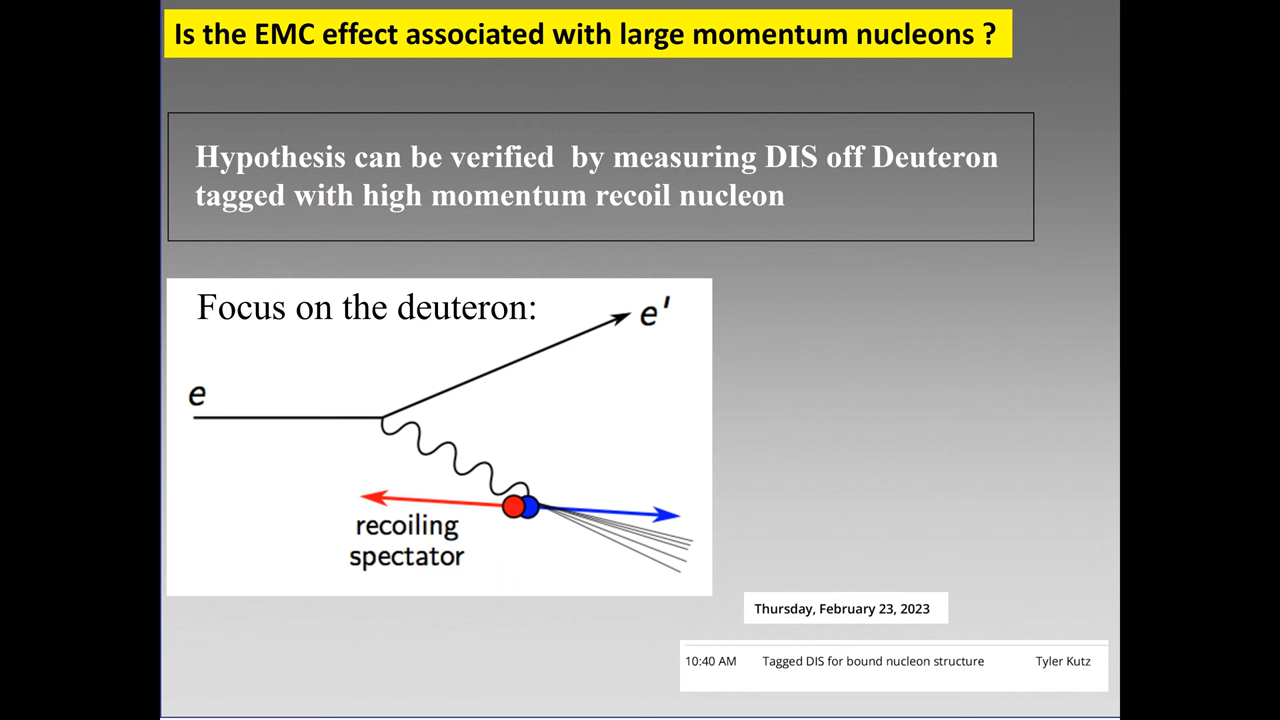 Is the EMC effect associated with large momentum nucleons ?
Hypothesis can be verified by measuring DIS off Deuteron
tagged with high momentum recoil nucleon
Focus on the deuteron:
e'
e
recoiling
spectator
Thursday, February 23, 2023
10:40 AM Tagged DIS for bound nucleon structure Tyler Kutz